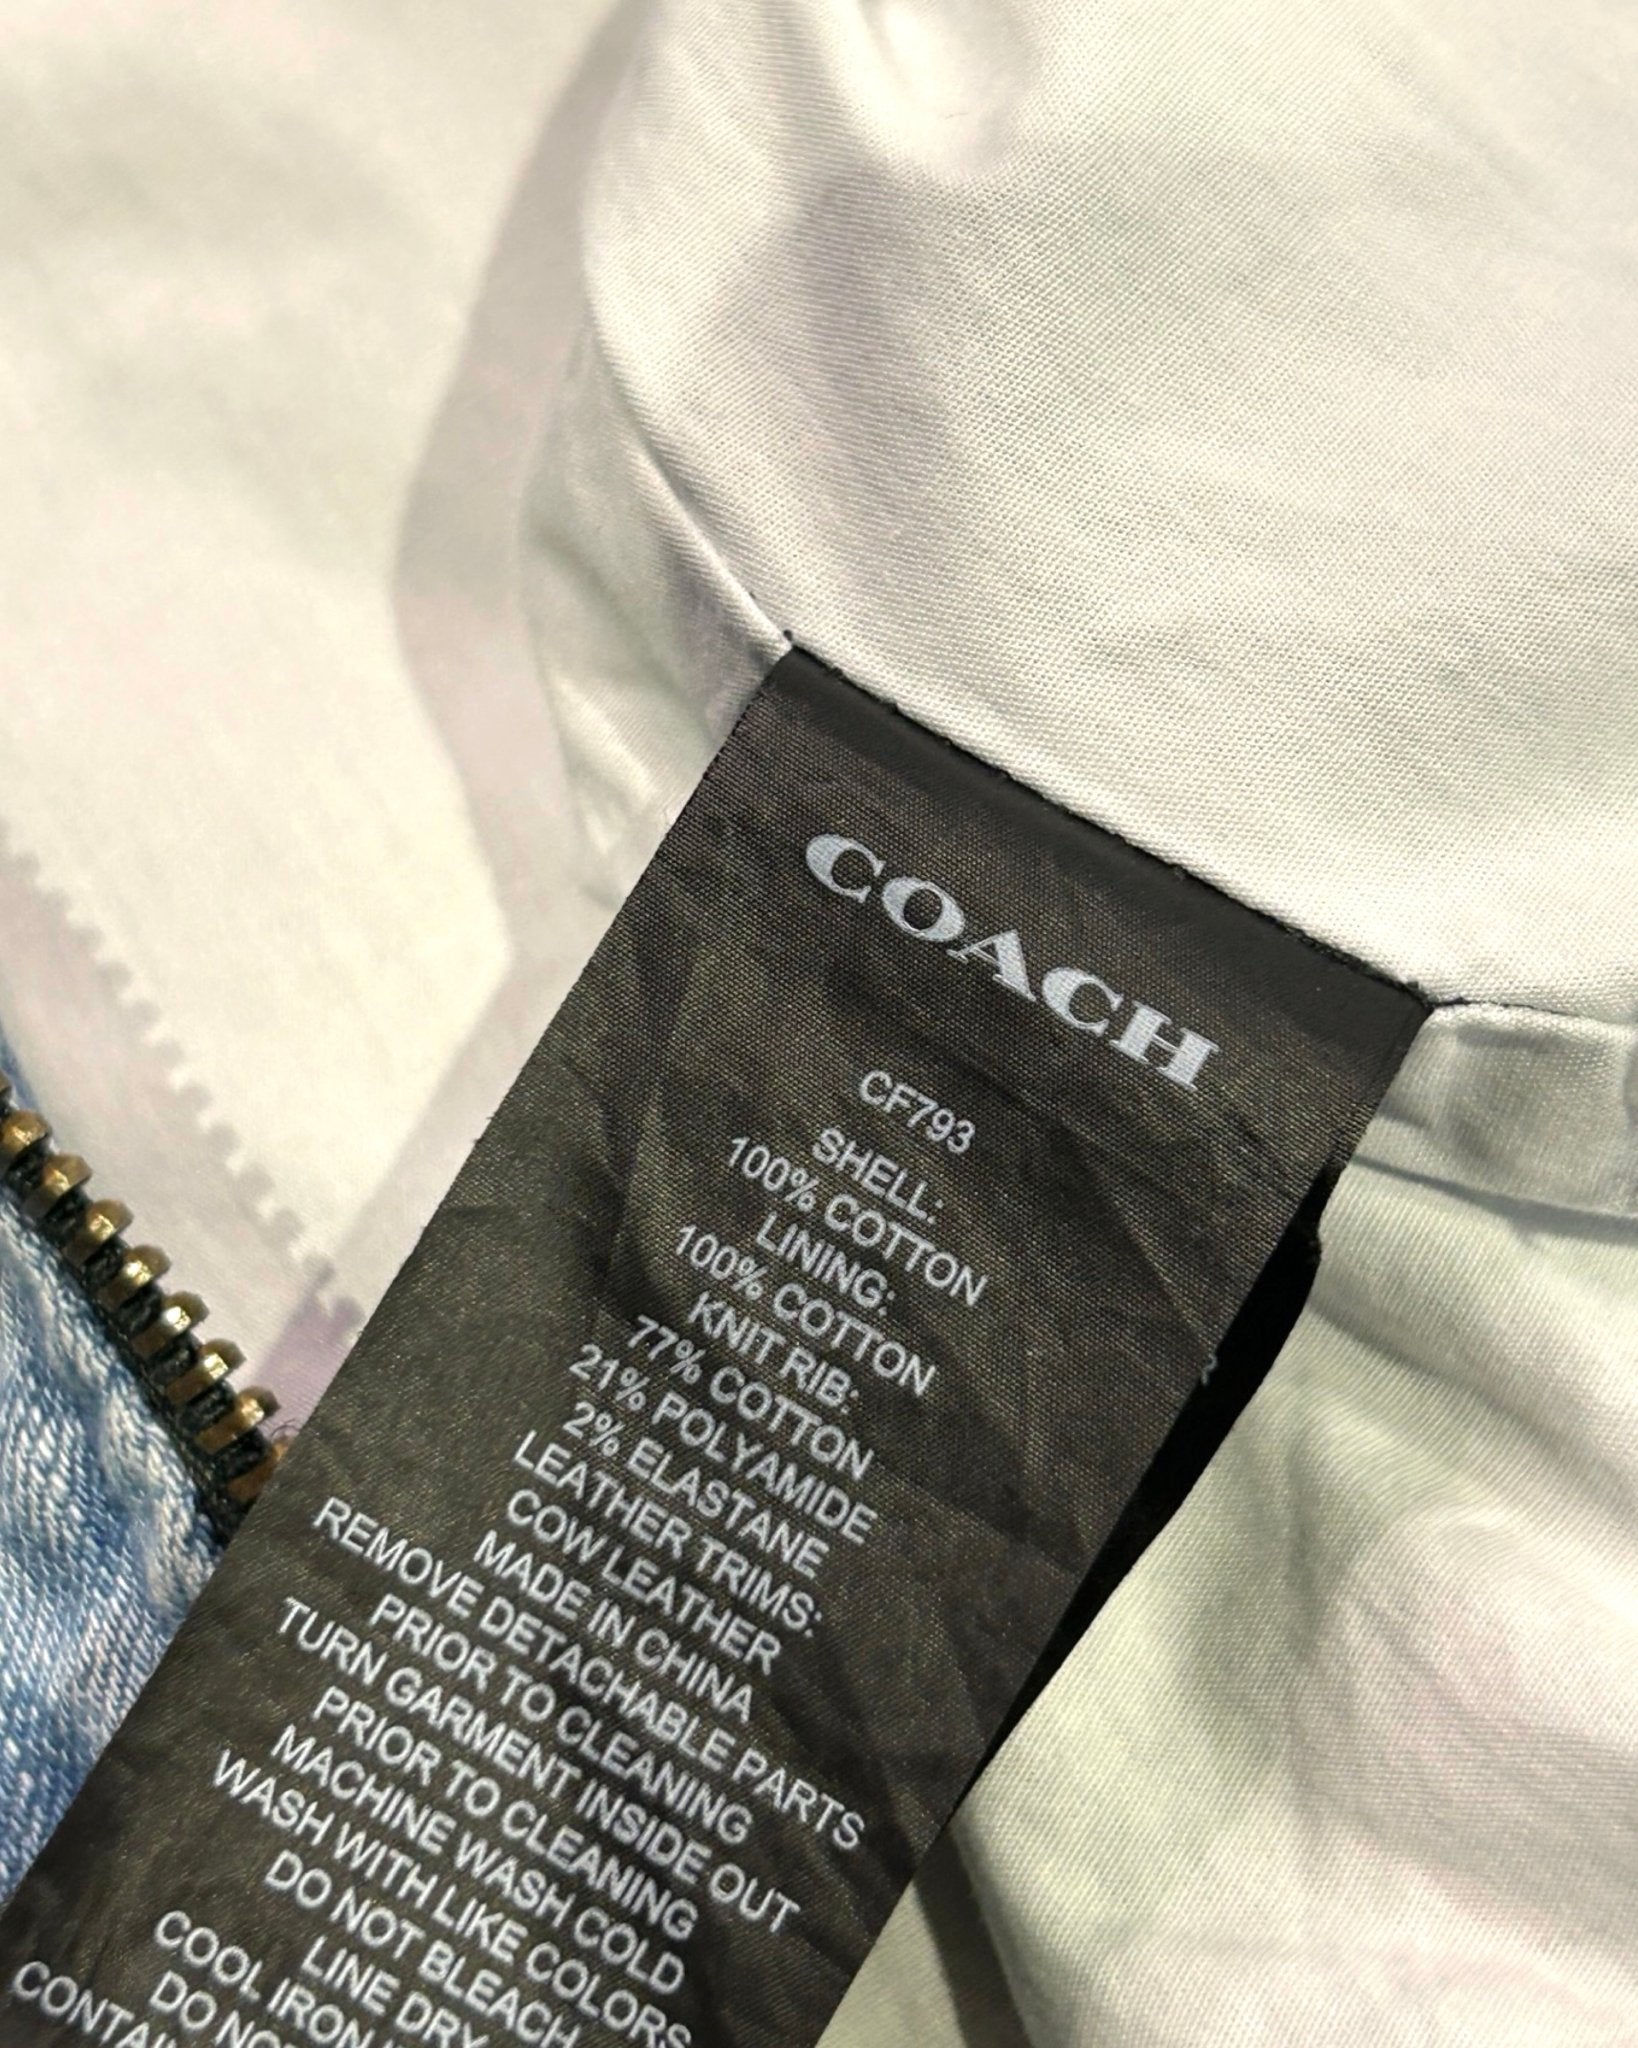 COACH
CF793
SHELL:
100% COTTON
LINING:
100% COTTON
KNIT RIB:
77% COTTON
21% POLYAMIDE
2% ELASTANE
LEATHER TRIMS:
COW LEATHER
MADE IN CHINA
REMOVE DETACHABLE PARTS
PRIOR TO CLEANING
TURN GARMENT INSIDE OUT
PRIOR TO CLEANING
MACHINE WASH COLD
WASH WITH LIKE COLORS
DO NOT BLEACH
LINE DRY
COOL IRON
DO NOT